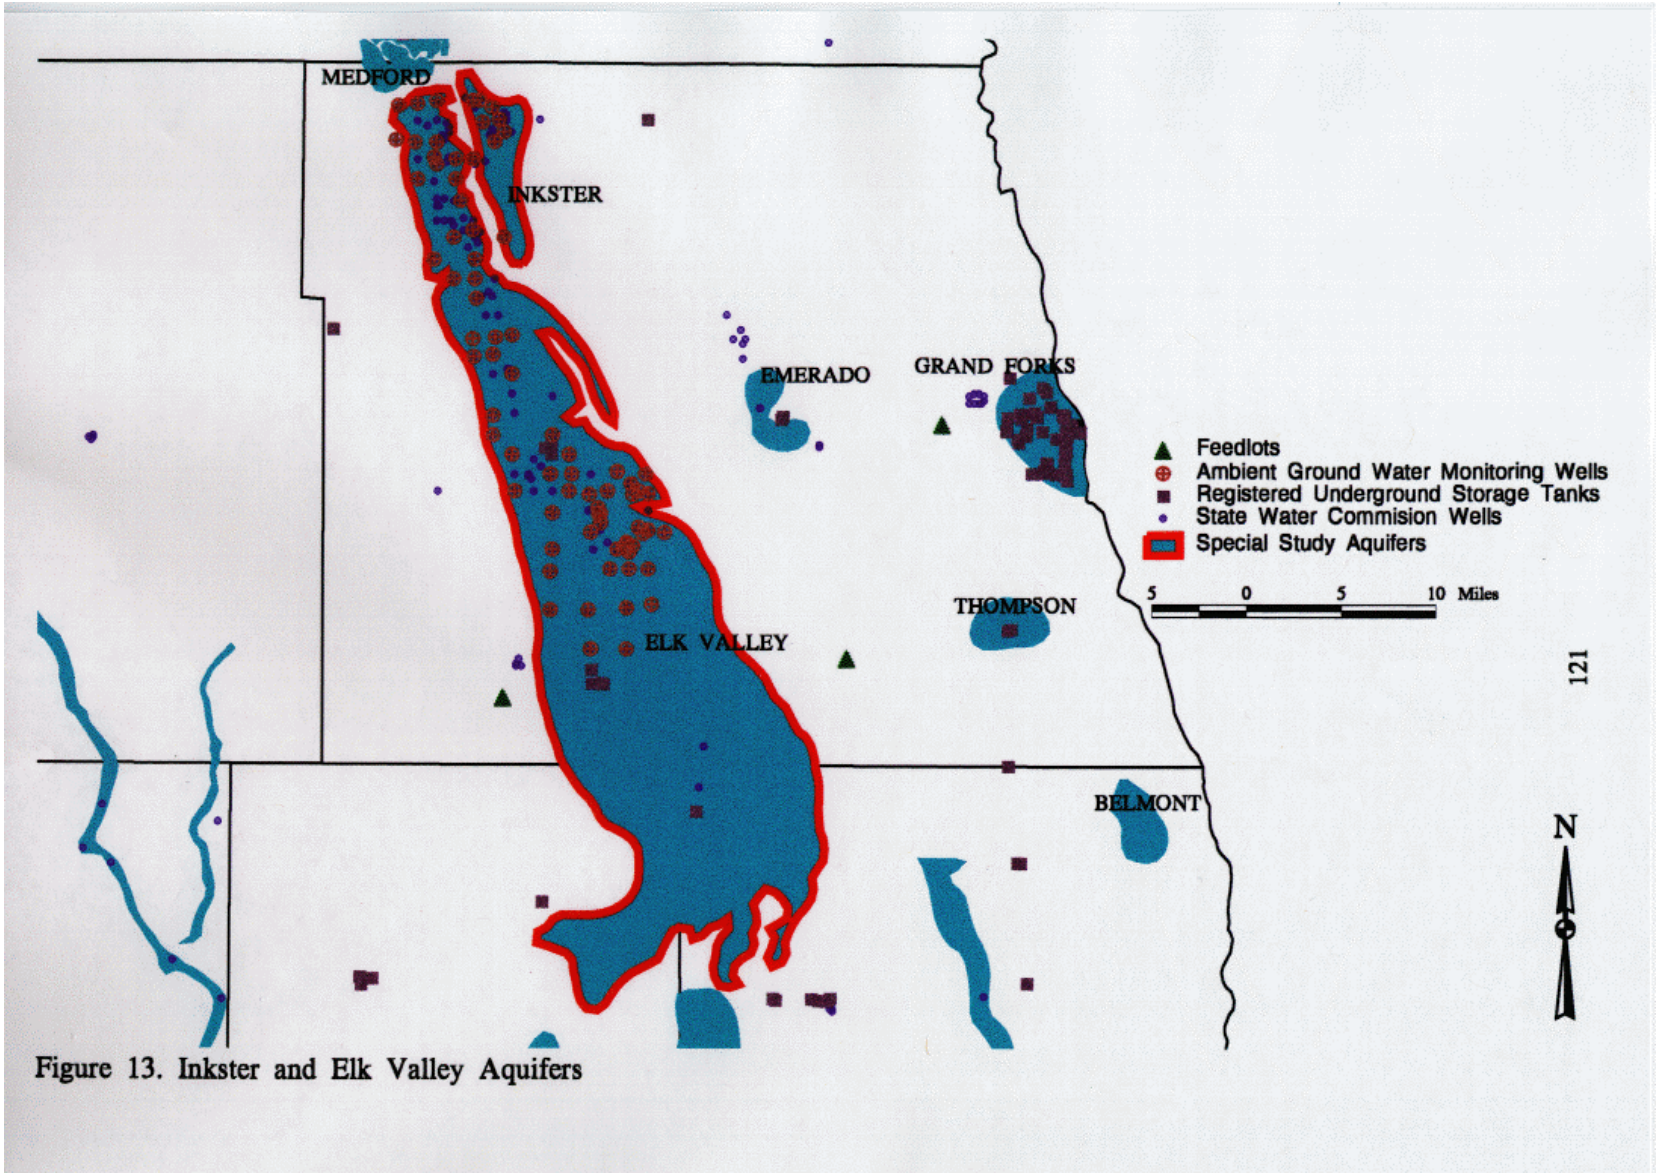 MEDFORD
INKSTER
EMERADO
GRAND FORKS
Feedlots
Ambient Ground Water Monitoring Wells
Registered Underground Storage Tanks
State Water Commision Wells
Special Study Aquifers
5 0 5 10 Miles
THOMPSON
ELK VALLEY
121
BELMONT
N
Figure 13. Inkster and Elk Valley Aquifers